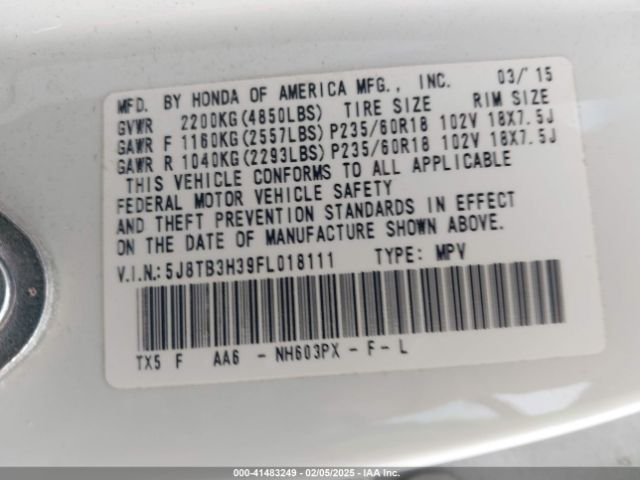 MFD. BY HONDA OF AMERICA MFG., INC. 03/'15
GVWR 2200KG(4850LBS) TIRE SIZE RIM SIZE
GAWR F 1160KG(2557LBS) P235/60R18 102V 18X7.5J
GAWR R 1040KG(2293LBS) P235/60R18 102V 18X7.5J
THIS VEHICLE CONFORMS TO ALL APPLICABLE
FEDERAL MOTOR VEHICLE SAFETY
AND THEFT PREVENTION STANDARDS IN EFFECT
ON THE DATE OF MANUFACTURE SHOWN ABOVE.
V.I.N.: 5J8TB3H39FL018111 TYPE: MPV
TX5 F AA6 - NH603PX - F - L
000-41483249 - 02/05/2025 - IAA Inc.